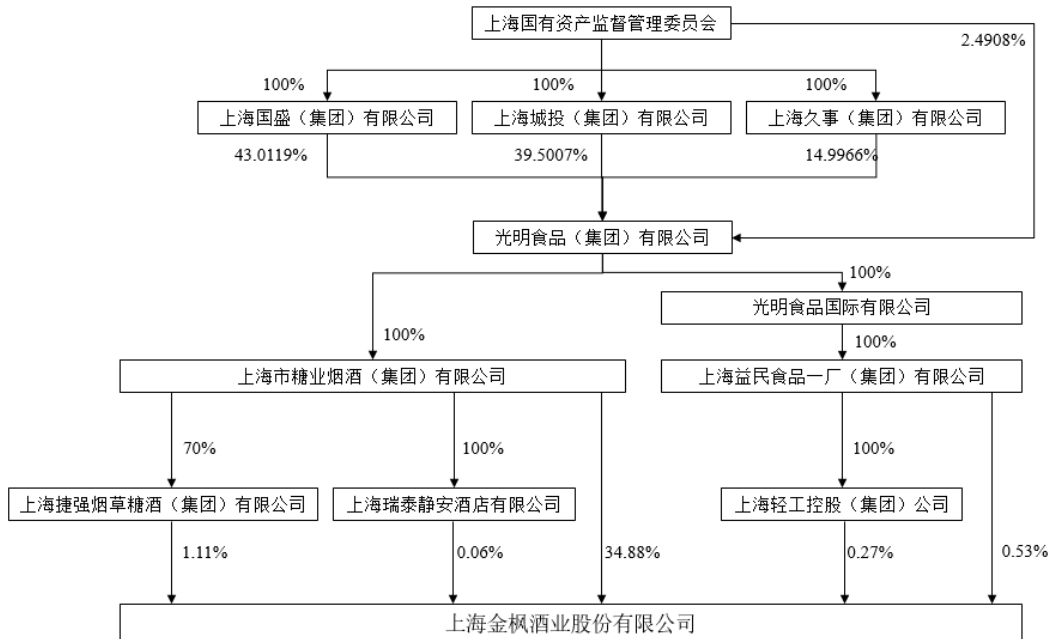 上海国有资产监督管理委员会
2.4908%
100%
100%
100%
上海国盛（集团）有限公司
上海城投（集团）有限公司
上海久事（集团）有限公司
43.0119%
39.5007%
14.9966%
光明食品（集团）有限公司
100%
光明食品国际有限公司
100%
100%
上海市糖业烟酒（集团）有限公司
上海益民食品一厂（集团）有限公司
70%
100%
100%
上海捷强烟草糖酒（集团）有限公司
上海瑞泰静安酒店有限公司
上海轻工控股（集团）公司
1.11%
0.06%
34.88%
0.27%
0.53%
上海金枫酒业股份有限公司